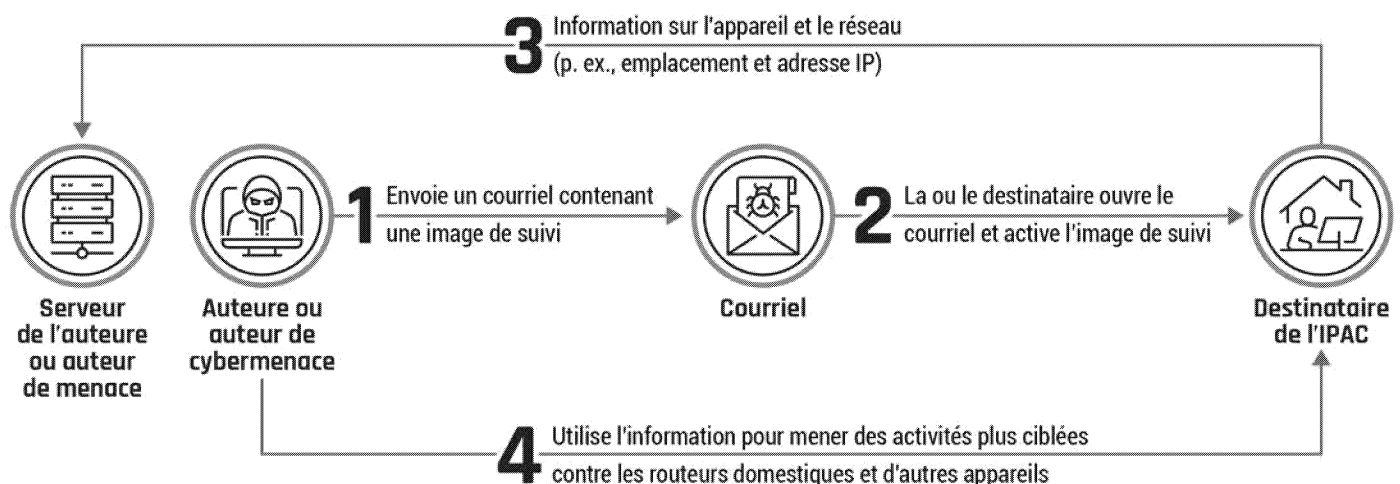 3 Information sur l'appareil et le réseau
(p. ex., emplacement et adresse IP)
1 Envoie un courriel contenant
une image de suivi
2 La ou le destinataire ouvre le
courriel et active l'image de suivi
Serveur
de l'auteure
ou auteur
de menace
Auteure ou
auteur de
cybermenace
Courriel
Destinataire
de l'IPAC
4 Utilise l'information pour mener des activités plus ciblées
contre les routeurs domestiques et d'autres appareils